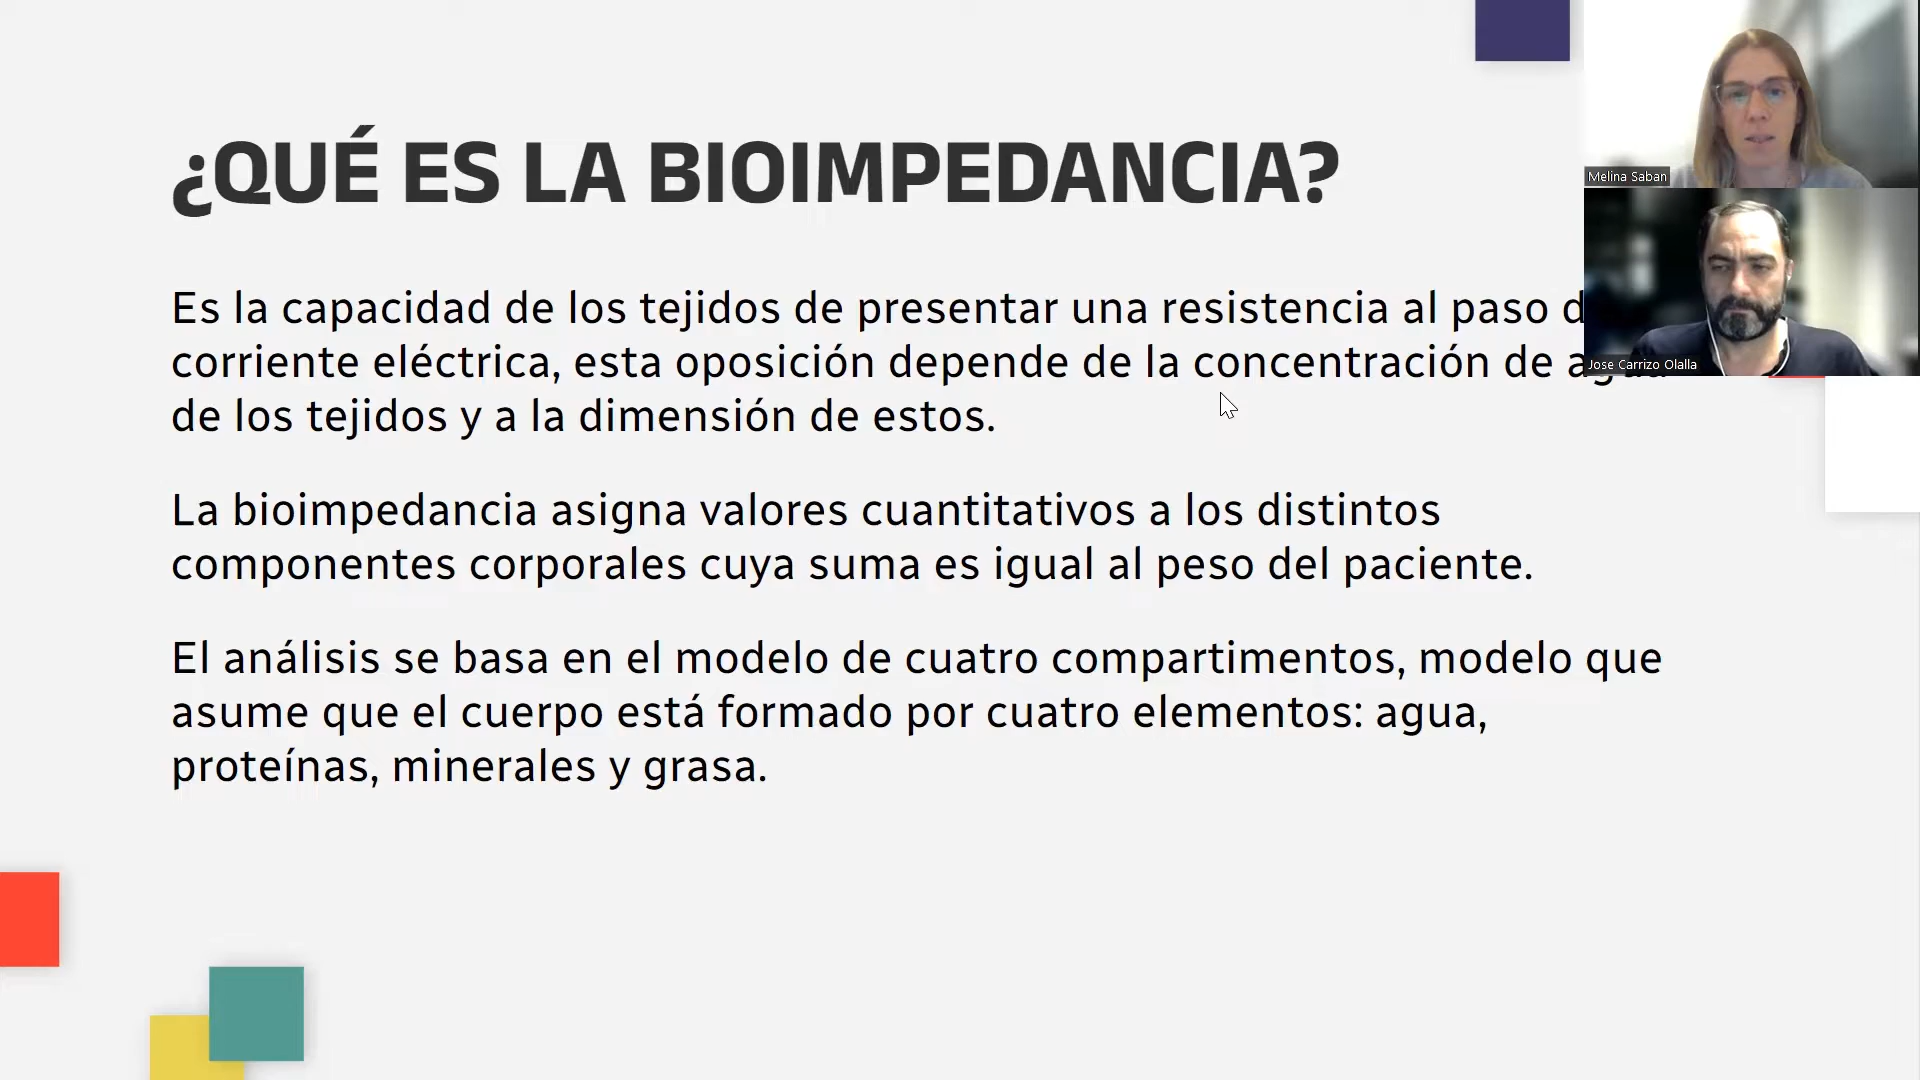 ¿QUÉ ES LA BIOIMPEDANCIA?
Es la capacidad de los tejidos de presentar una resistencia al paso
corriente eléctrica, esta oposición depende de la concentración de
de los tejidos y a la dimensión de estos.
La bioimpedancia asigna valores cuantitativos a los distintos
componentes corporales cuya suma es igual al peso del paciente.
El análisis se basa en el modelo de cuatro compartimentos, modelo que
asume que el cuerpo está formado por cuatro elementos: agua,
proteínas, minerales y grasa.
Melina Saban
Jose Carrizo Olalla